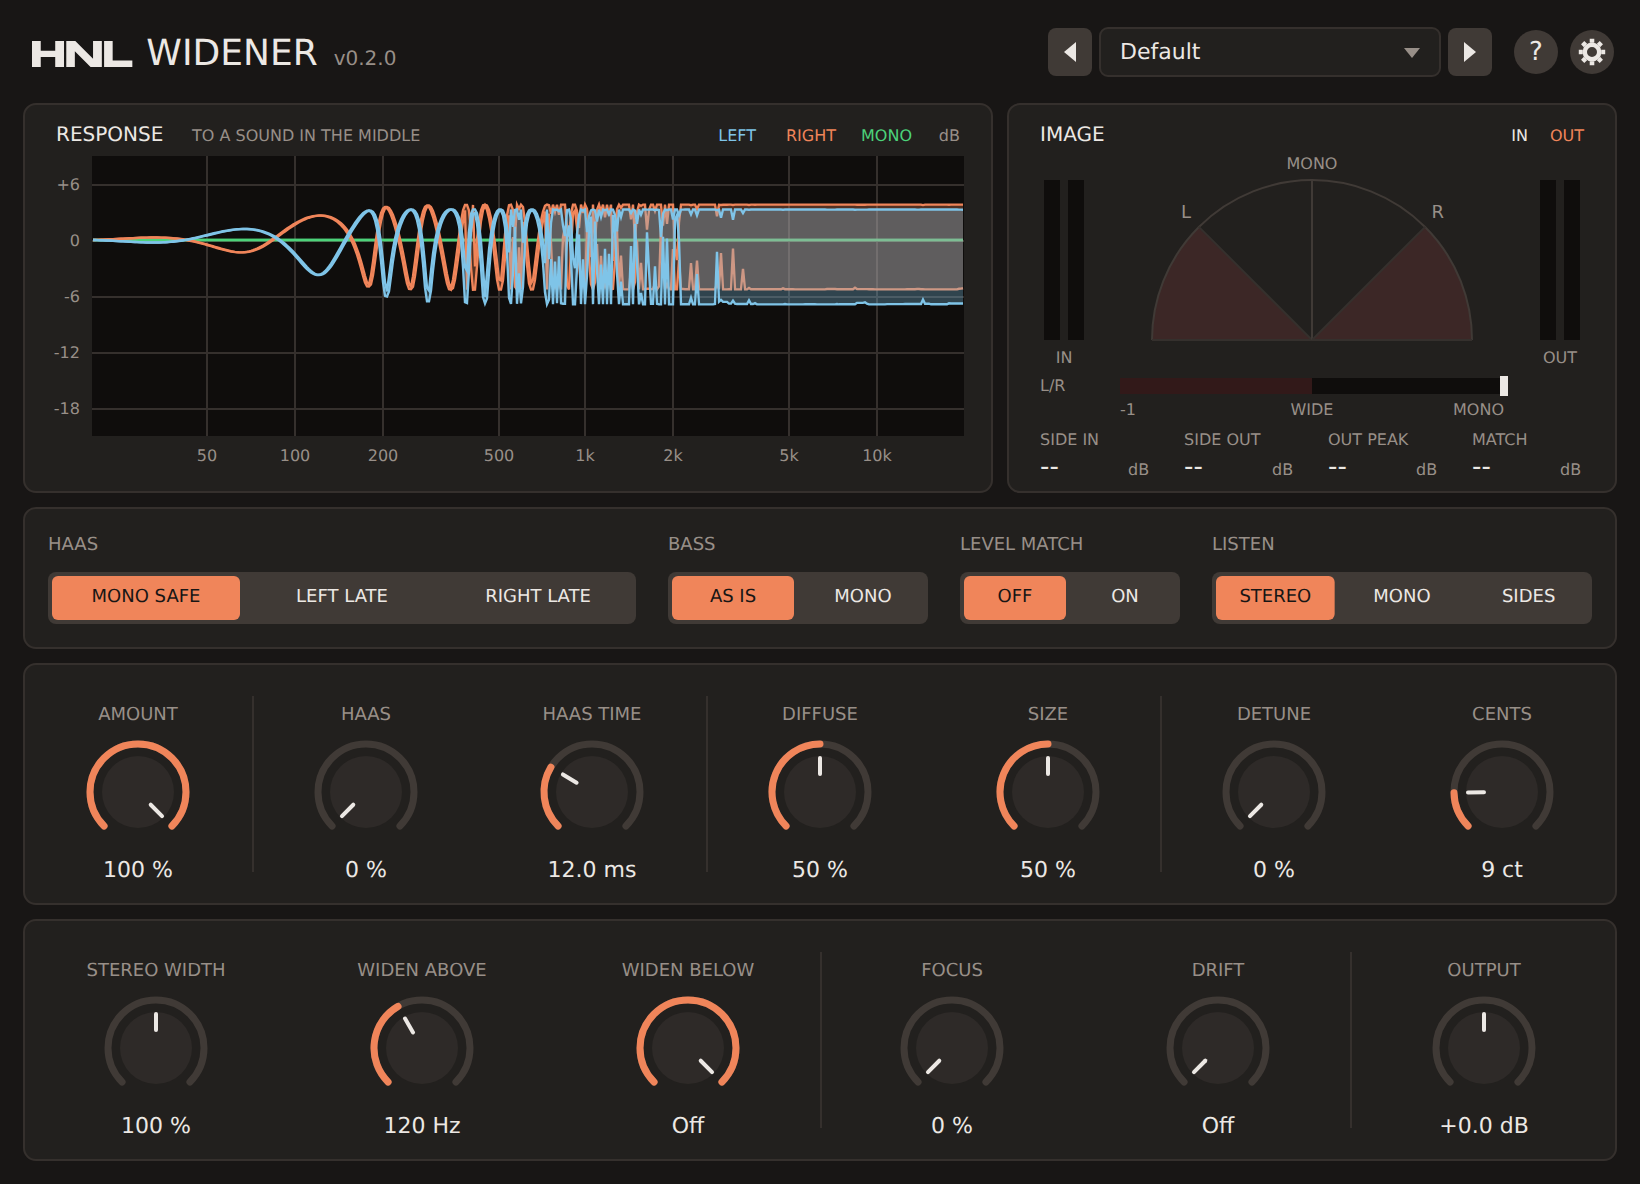 HNL WIDENER v0.2.0
Default
?
RESPONSE TO A SOUND IN THE MIDDLE LEFT RIGHT MONO dB
+6
0
-6
-12
-18
50 100 200 500 1k 2k 5k 10k
IMAGE IN OUT
MONO
L R
IN OUT
L/R
-1 WIDE MONO
SIDE IN SIDE OUT OUT PEAK MATCH
-- dB -- dB -- dB -- dB
HAAS BASS LEVEL MATCH LISTEN
MONO SAFE LEFT LATE RIGHT LATE AS IS MONO OFF ON STEREO MONO SIDES
AMOUNT HAAS HAAS TIME DIFFUSE SIZE DETUNE CENTS
100 % 0 % 12.0 ms 50 % 50 % 0 % 9 ct
STEREO WIDTH WIDEN ABOVE WIDEN BELOW FOCUS DRIFT OUTPUT
100 % 120 Hz Off 0 % Off +0.0 dB